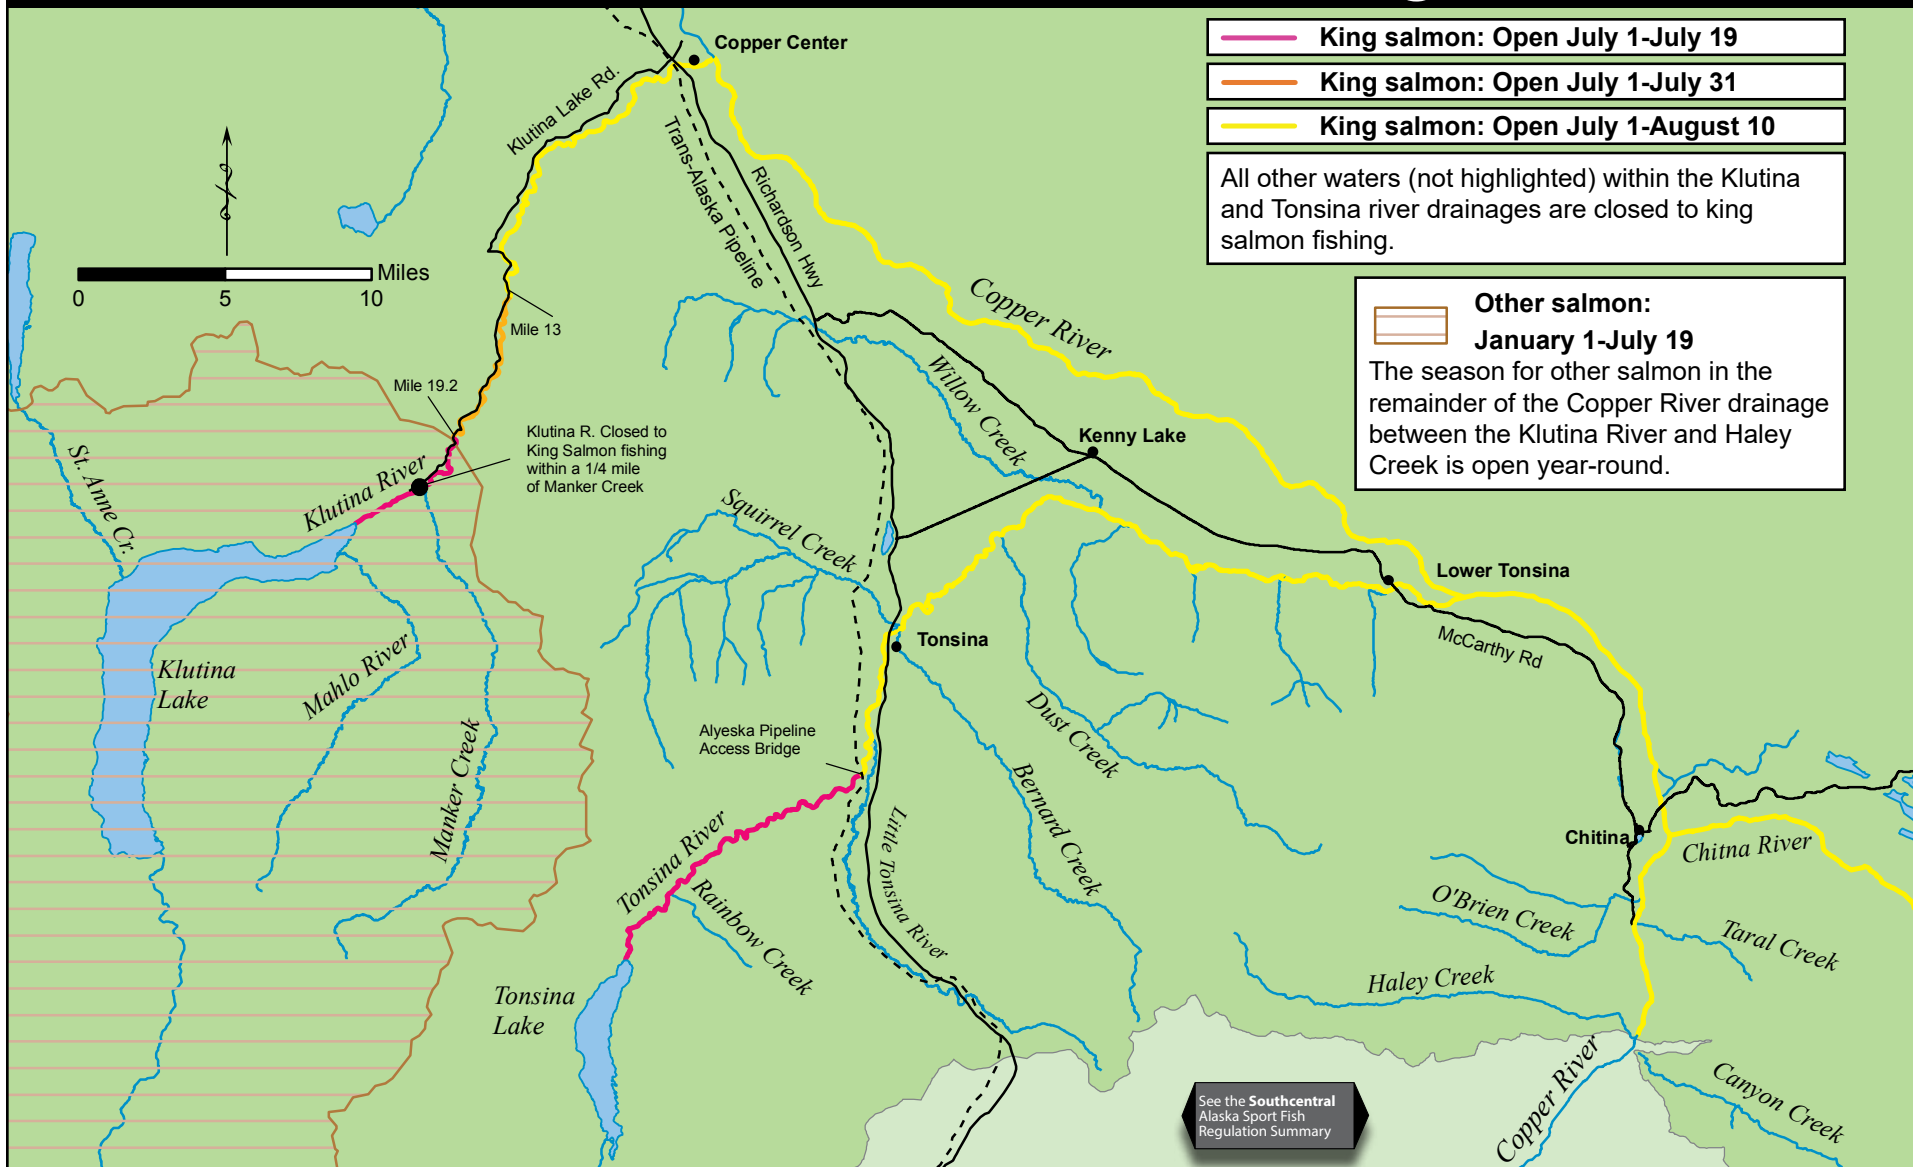 King salmon: Open July 1-July 19
King salmon: Open July 1-July 31
King salmon: Open July 1-August 10
All other waters (not highlighted) within the Klutina
and Tonsina river drainages are closed to king
salmon fishing.
Other salmon:
January 1-July 19
The season for other salmon in the
remainder of the Copper River drainage
between the Klutina River and Haley
Creek is open year-round.
Copper Center
Klutina Lake Rd.
Trans-Alaska Pipeline
Richardson Hwy
Miles
0 5 10
Mile 13
Copper River
Mile 19.2
Willow Creek
Klutina R. Closed to
King Salmon fishing
within a 1/4 mile
of Manker Creek
Kenny Lake
St. Anne Cr.
Klutina River
Squirrel Creek
Lower Tonsina
Tonsina
McCarthy Rd
Klutina
Lake
Mahlo River
Manker Creek
Alyeska Pipeline
Access Bridge
Dust Creek
Bernard Creek
Little Tonsina River
Tonsina River
Rainbow Creek
Chitina
Chitna River
O'Brien Creek
Taral Creek
Haley Creek
Tonsina
Lake
Copper River
Canyon Creek
See the Southcentral
Alaska Sport Fish
Regulation Summary